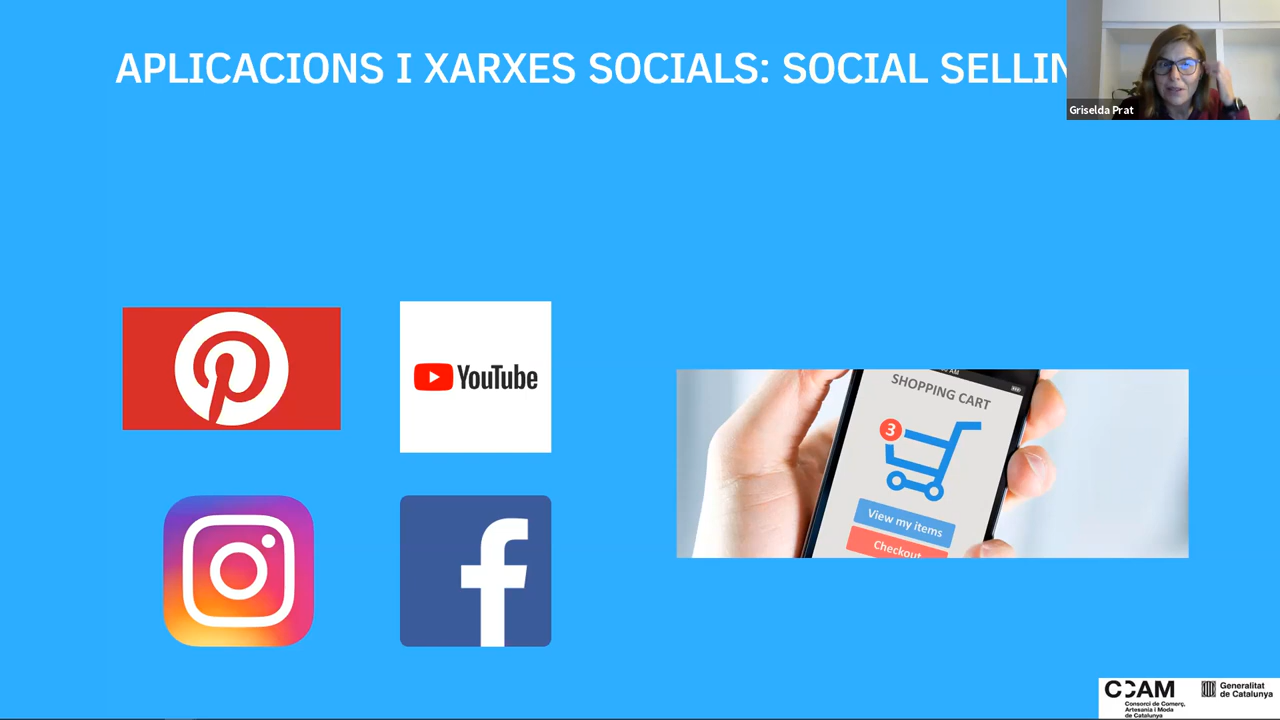 APLICACIONS I XARXES SOCIALS: SOCIAL SELLIN
Griselda Prat
YouTube
AM
SHOPPING CART
3
View my items
Checkout
CCAM
Consorci de Comerç,
Artesania i Moda
de Catalunya
Generalitat
de Catalunya